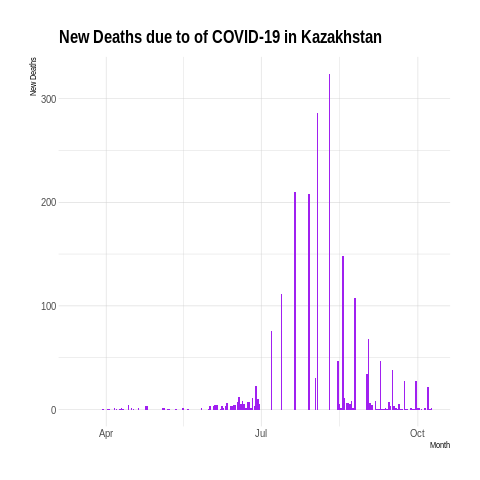 New Deaths due to of COVID-19 in Kazakhstan
New Deaths
300
200
100
0
Apr
Jul
Oct
Month